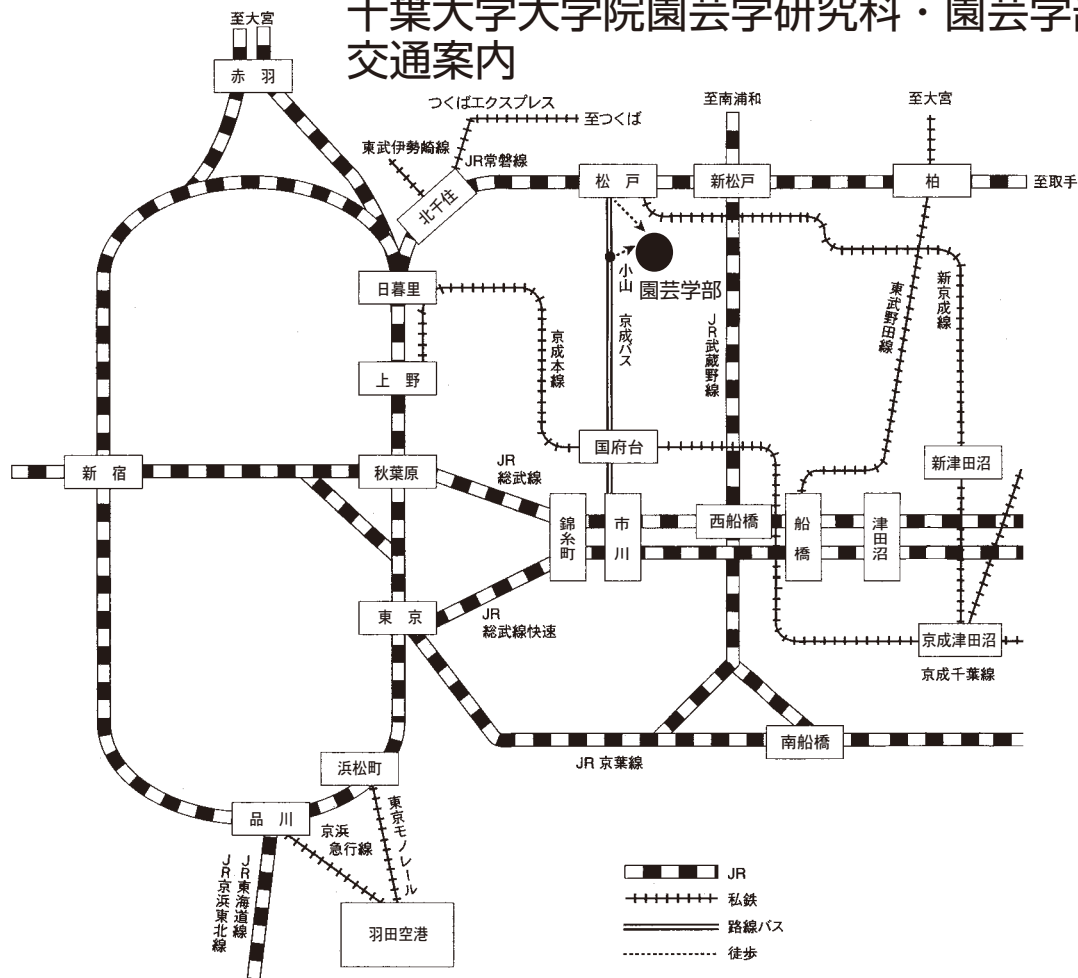 千葉大学大学院園芸学研究科・園芸学部
交通案内
至大宮
赤羽
つくばエクスプレス
至つくば
至南浦和
至大宮
東武伊勢崎線
JR常磐線
北千住
松戸
新松戸
柏
至取手
小山
園芸学部
日暮里
京成本線
京成バス
JR武蔵野線
東武野田線
新京成線
上野
国府台
新津田沼
新宿
秋葉原
JR
総武線
錦糸町
市川
西船橋
船橋
津田沼
東京
JR
総武線快速
京成津田沼
京成千葉線
南船橋
JR京葉線
浜松町
品川
京浜
急行線
東京モノレール
JR東海道線
JR京浜東北線
羽田空港
JR
私鉄
路線バス
徒歩